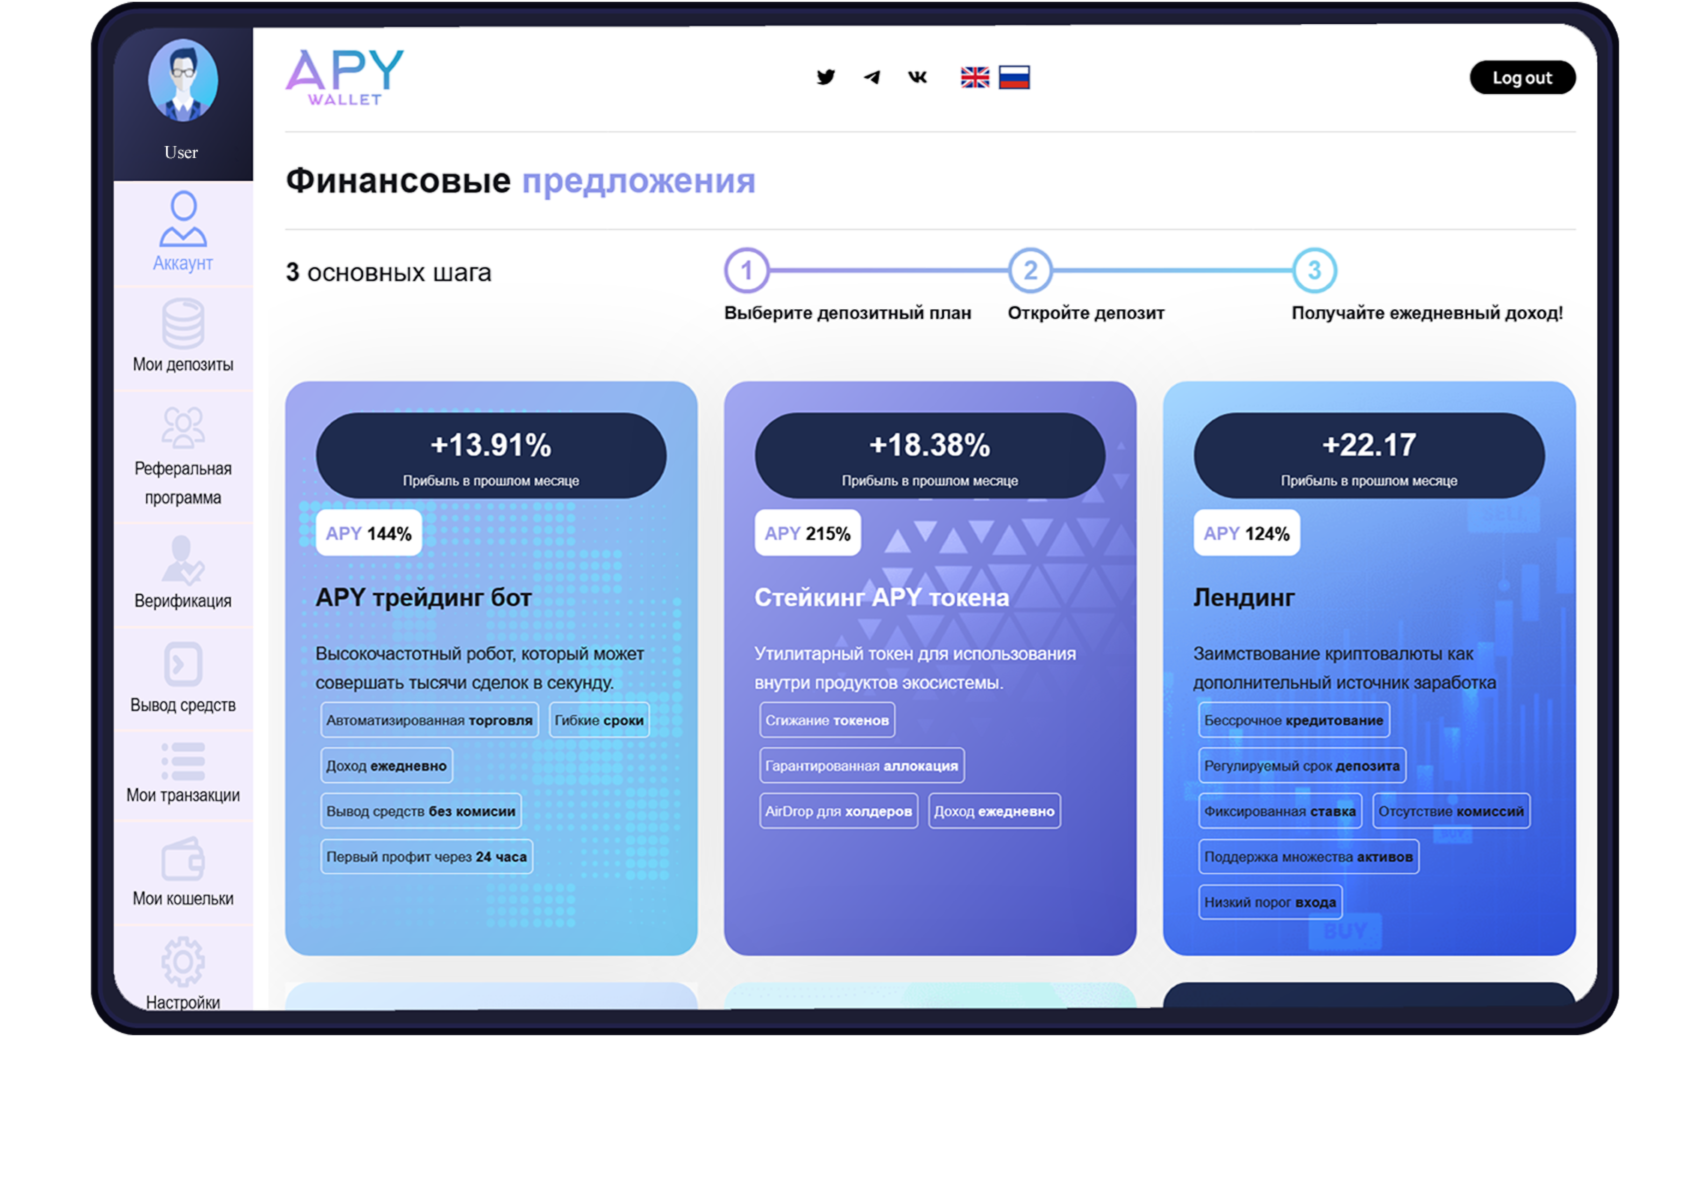 APY
WALLET
Log out
User
Аккаунт
Мои депозиты
Реферальная
программа
Верификация
Вывод средств
Мои транзакции
Мои кошельки
Настройки
Финансовые предложения
3 основных шага
1
2
3
Выберите депозитный план
Откройте депозит
Получайте ежедневный доход!
+13.91%
Прибыль в прошлом месяце
APY 144%
APY трейдинг бот
Высокочастотный робот, который может
совершать тысячи сделок в секунду.
Автоматизированная торговля
Гибкие сроки
Доход ежедневно
Вывод средств без комисии
Первый профит через 24 часа
+18.38%
Прибыль в прошлом месяце
APY 215%
Стейкинг APY токена
Утилитарный токен для использования
внутри продуктов экосистемы.
Сжижание токенов
Гарантированная аллокация
AirDrop для холдеров
Доход ежедневно
+22.17
Прибыль в прошлом месяце
APY 124%
SELL
Лендинг
Заимствование криптовалюты как
дополнительный источник заработка
Бессрочное кредитование
Регулируемый срок депозита
Фиксированная ставка
Отсутствие комиссий
BUY
Поддержка множества активов
Низкий порог входа
BUY